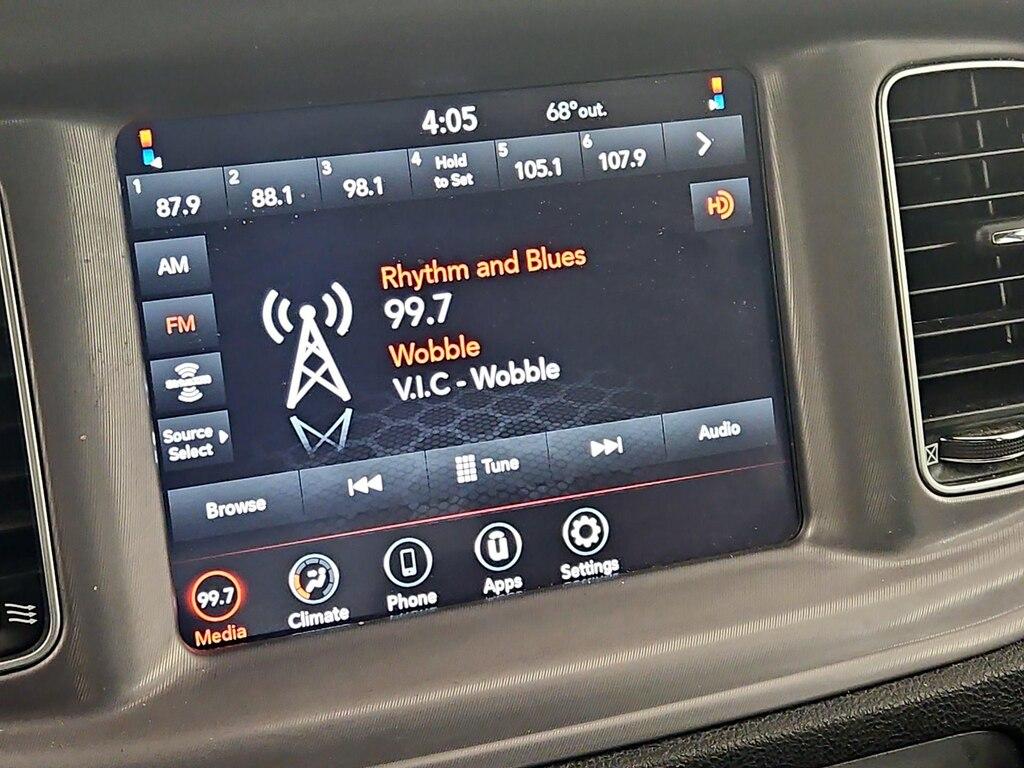 4:05
68°out.
1 87.9
2 88.1
3 98.1
4 Hold
to Set
5 105.1
6 107.9
HD
AM
Rhythm and Blues
FM
99.7
Wobble
V.I.C - Wobble
Source
Select
Browse
Tune
Audio
99.7
Media
Climate
Phone
Apps
Settings